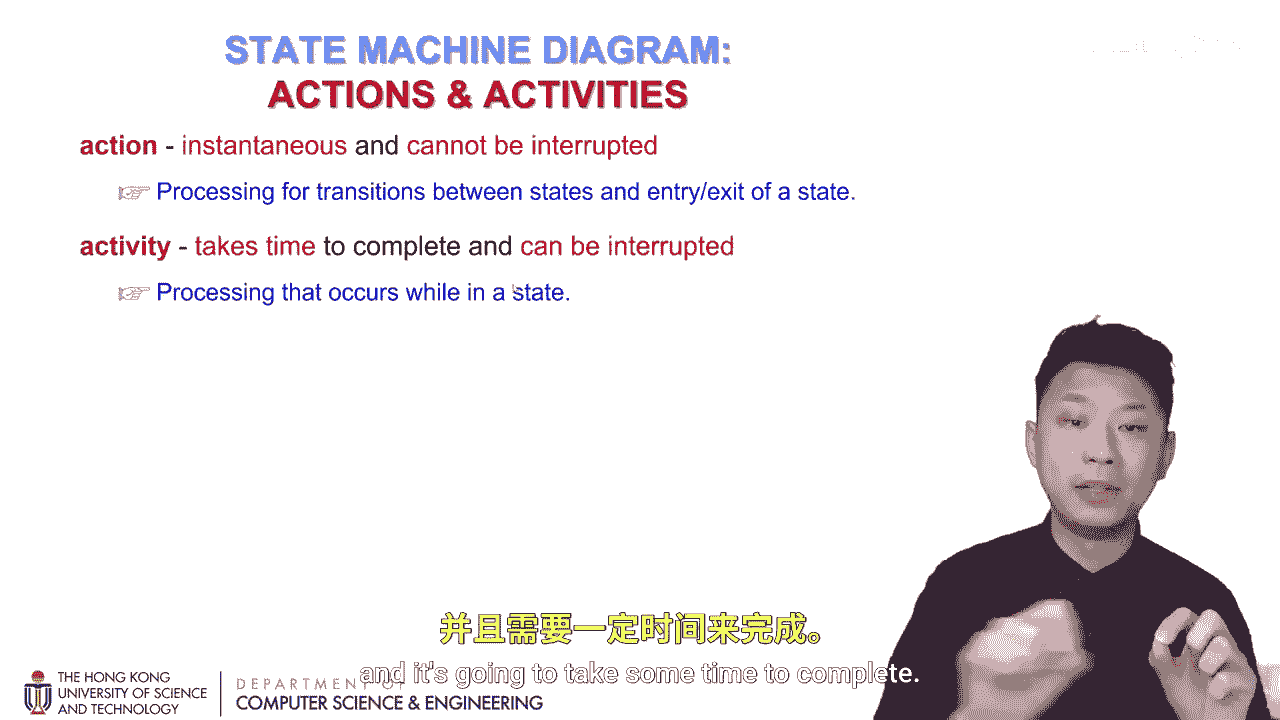 STATE MACHINE DIAGRAM:
ACTIONS & ACTIVITIES
action - instantaneous and cannot be interrupted
☞ Processing for transitions between states and entry/exit of a state.
activity - takes time to complete and can be interrupted
☞ Processing that occurs while in a state.
并且需要一定时间来完成。
and it's going to take some time to complete.
THE HONG KONG
UNIVERSITY OF SCIENCE
AND TECHNOLOGY
DEPARTMENT OF
COMPUTER SCIENCE & ENGINEERING